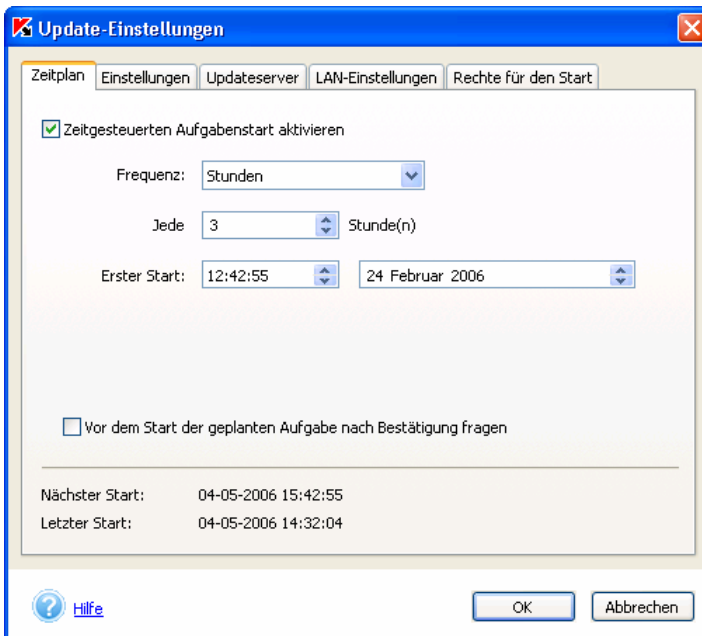 Update-Einstellungen
Zeitplan Einstellungen Updateserver LAN-Einstellungen Rechte für den Start
Zeitgesteuerten Aufgabenstart aktivieren
Frequenz: Stunden
Jede 3 Stunde(n)
Erster Start: 12:42:55 24 Februar 2006
Vor dem Start der geplanten Aufgabe nach Bestätigung fragen
Nächster Start: 04-05-2006 15:42:55
Letzter Start: 04-05-2006 14:32:04
Hilfe OK Abbrechen